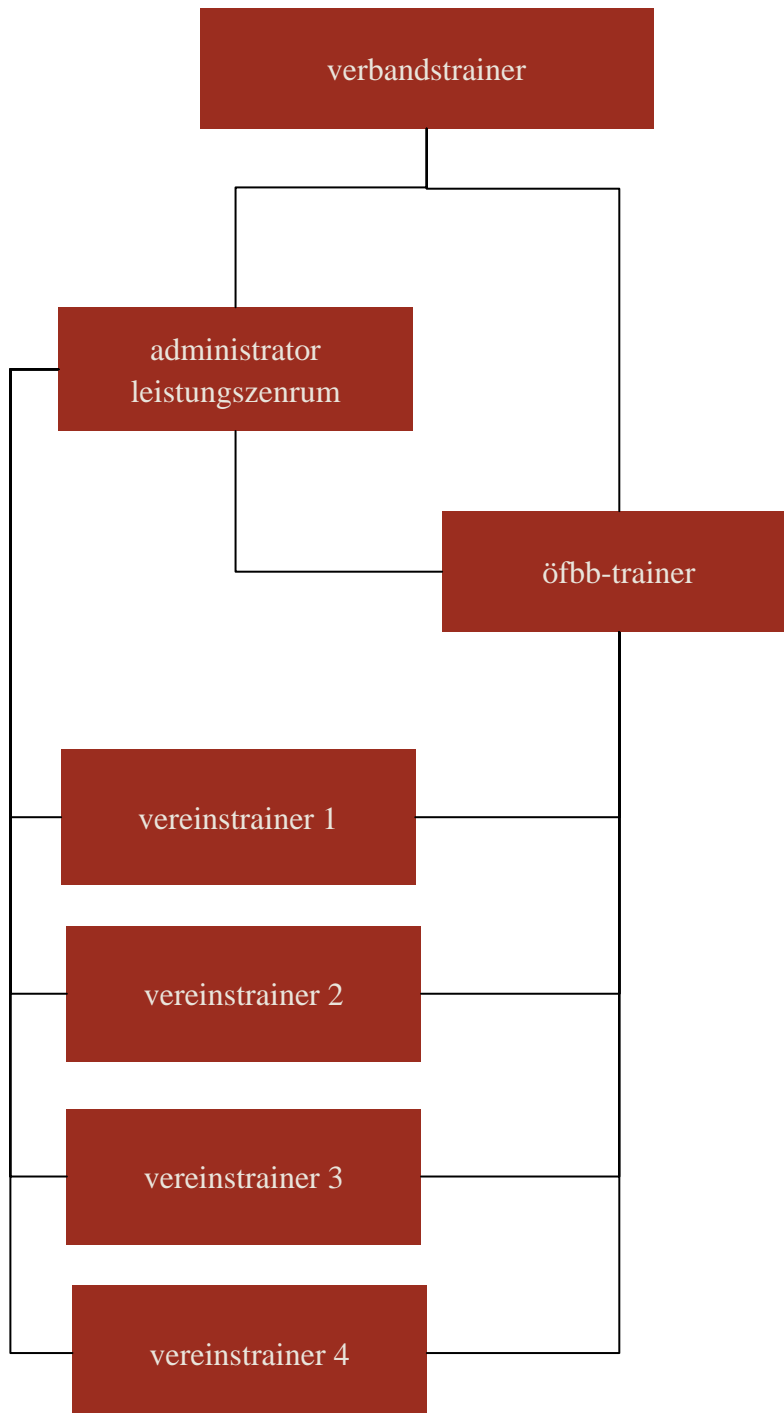 verbandstrainer
administrator
leistungszenrum
öfbb-trainer
vereinstrainer 1
vereinstrainer 2
vereinstrainer 3
vereinstrainer 4